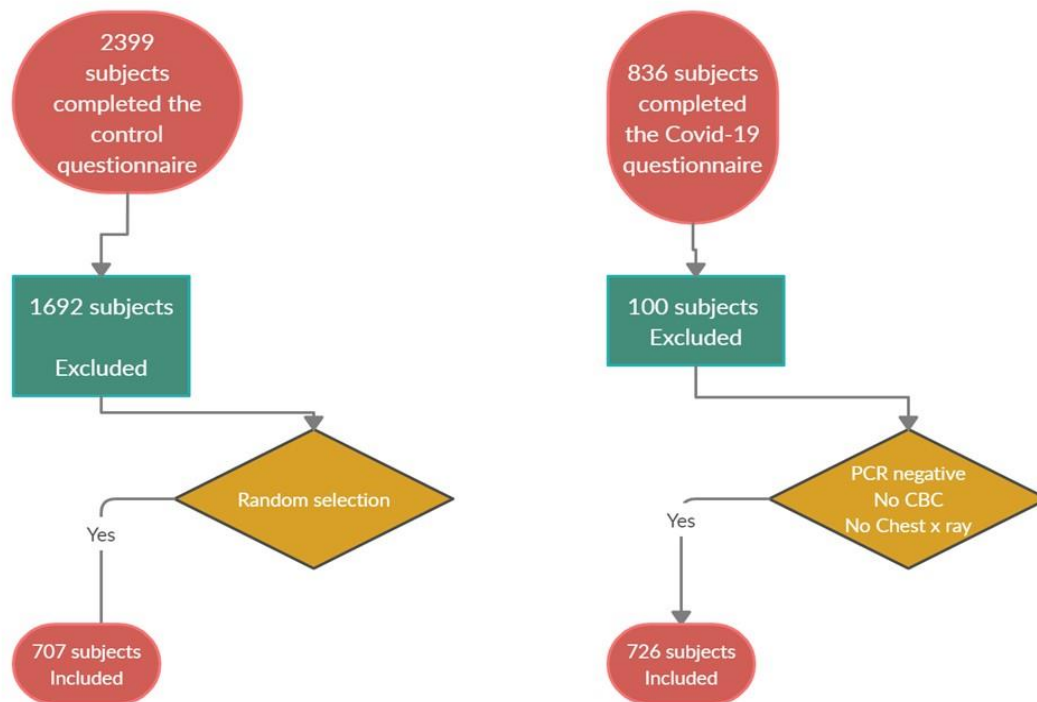 2399
subjects
completed the
control
questionnaire
1692 subjects
Excluded
Random selection
Yes
707 subjects
Included
836 subjects
completed
the Covid-19
questionnaire
100 subjects
Excluded
PCR negative
No CBC
No Chest x ray
Yes
726 subjects
Included